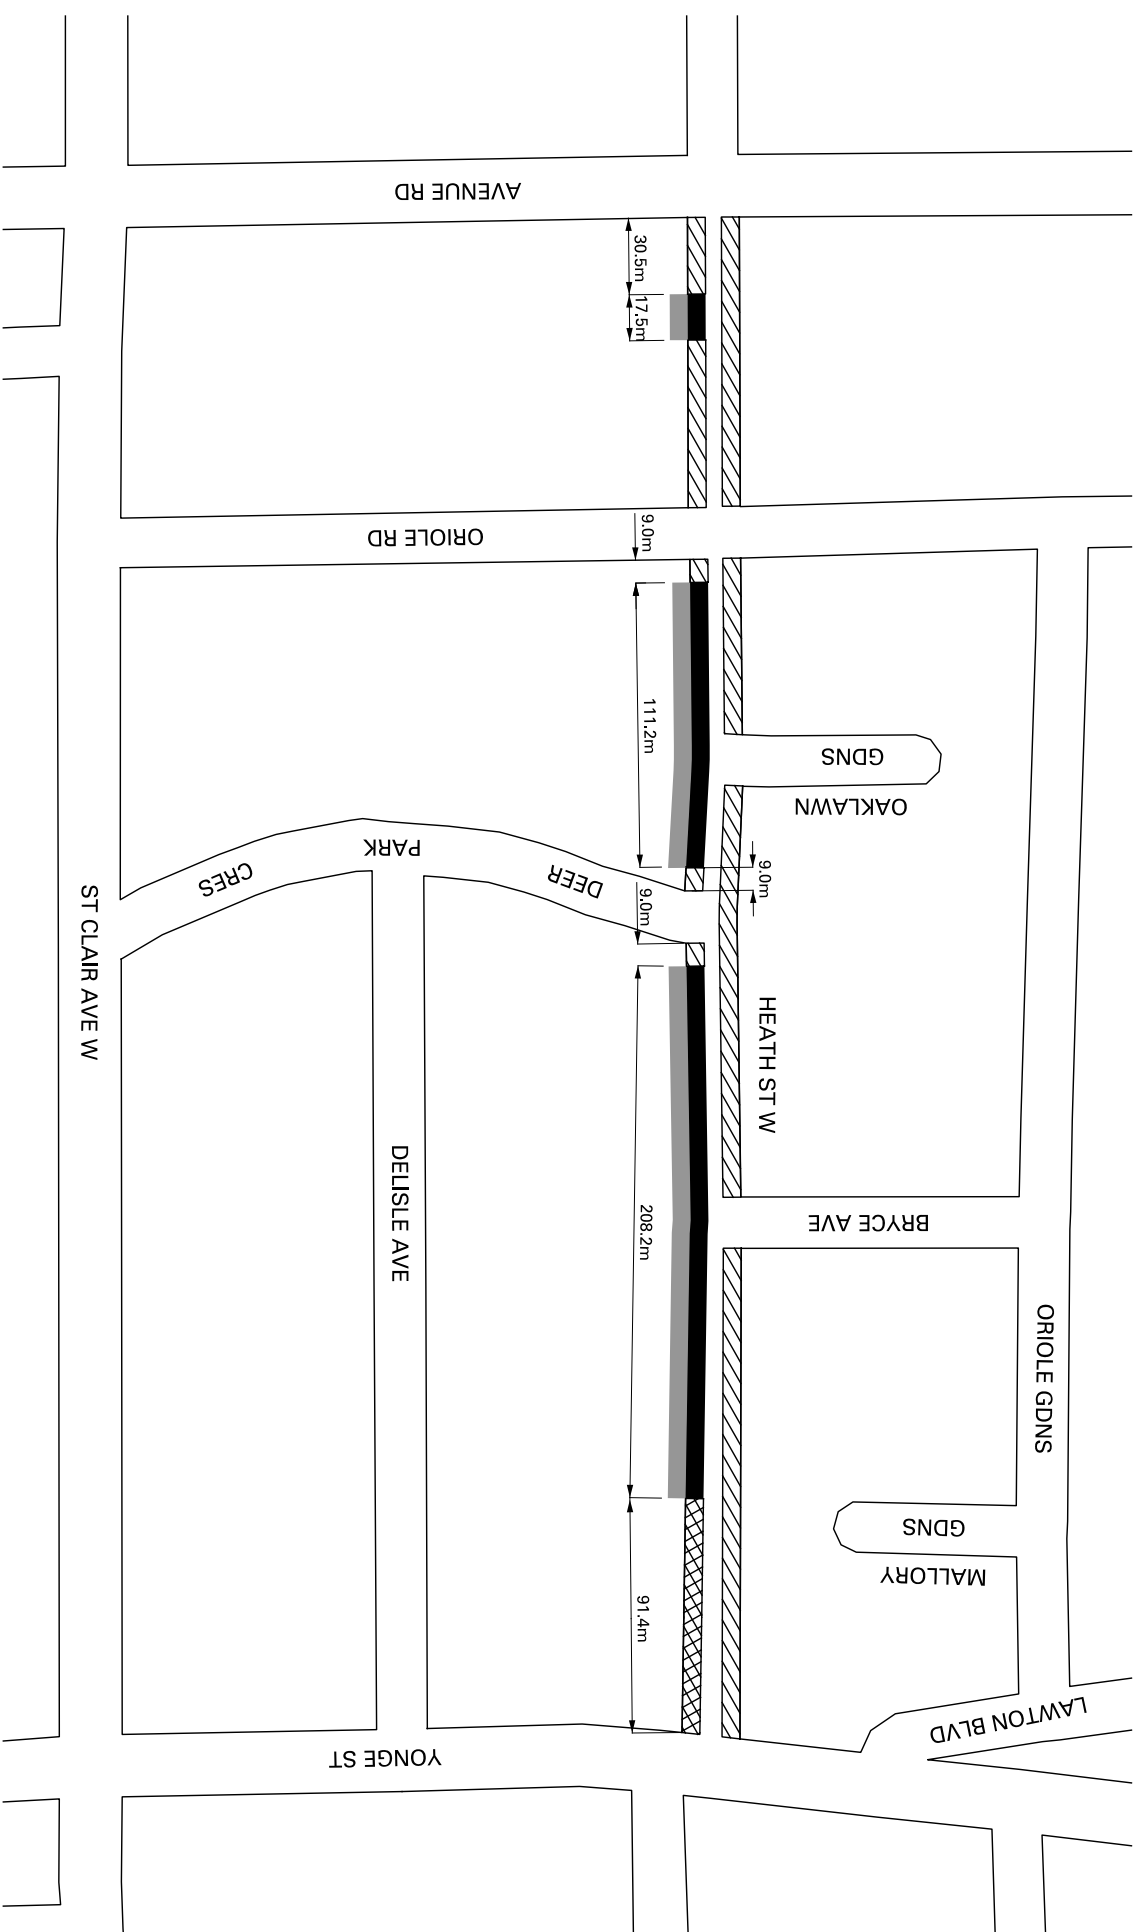 AVENUE RD
30.5m
17.5m
ORIOLE RD
9.0m
111.2m
GDNS
OAKLAWN
PARK
CRES
DEER
9.0m
9.0m
ST CLAIR AVE W
HEATH ST W
DELISLE AVE
208.2m
BRYCE AVE
ORIOLE GDNS
GDNS
MALLORY
91.4m
LAWTON BLVD
YONGE ST